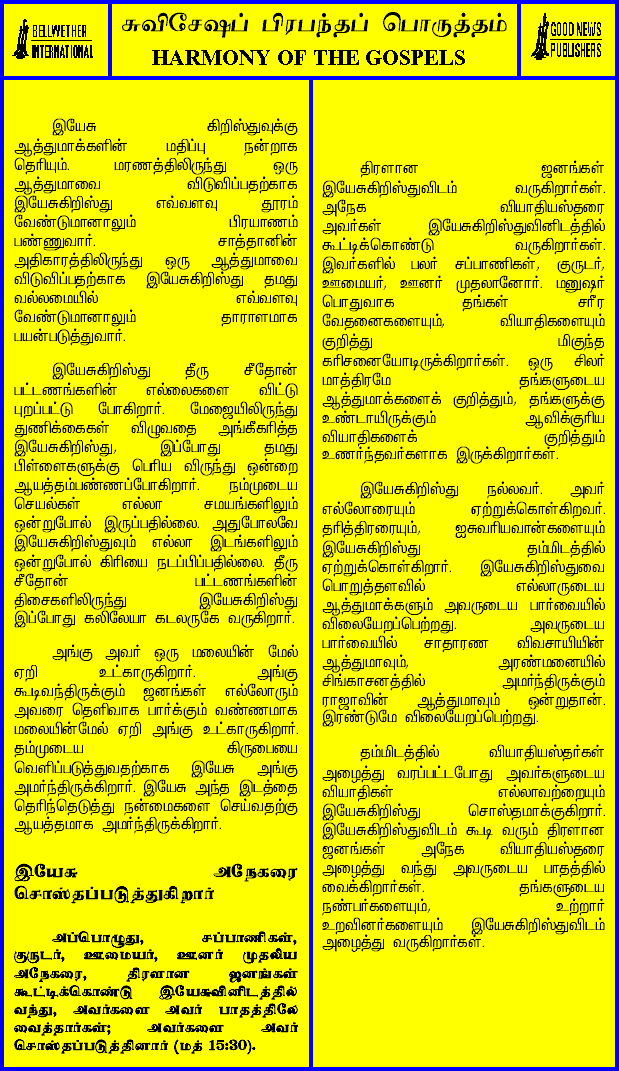 BELLWETHER
INTERNATIONAL
சுவிசேஷப் பிரபந்தப் பொருத்தம்
HARMONY OF THE GOSPELS
GOOD NEWS
PUBLISHERS
இயேசு கிறிஸ்துவுக்கு
ஆத்துமாக்களின் மதிப்பு நன்றாக
தெரியும். மரணத்திலிருந்து ஒரு
ஆத்துமாவை விடுவிப்பதற்காக
இயேசுகிறிஸ்து எவ்வளவு தூரம்
வேண்டுமானாலும் பிரயாணம்
பண்ணுவார். சாத்தானின்
அதிகாரத்திலிருந்து ஒரு ஆத்துமாவை
விடுவிப்பதற்காக இயேசுகிறிஸ்து தமது
வல்லமையில் எவ்வளவு
வேண்டுமானாலும் தாராளமாக
பயன்படுத்துவார்.
இயேசுகிறிஸ்து தீரு சீதோன்
பட்டணங்களின் எல்லைகளை விட்டு
புறப்பட்டு போகிறார். மேஜையிலிருந்து
துணிக்கைகள் விழுவதை அங்கீகரித்த
இயேசுகிறிஸ்து, இப்போது தமது
பிள்ளைகளுக்கு பெரிய விருந்து ஒன்றை
ஆயத்தம்பண்ணப்போகிறார். நம்முடைய
செயல்கள் எல்லா சமயங்களிலும்
ஒன்றுபோல் இருப்பதில்லை. அதுபோலவே
இயேசுகிறிஸ்துவும் எல்லா இடங்களிலும்
ஒன்றுபோல் கிரியை நடப்பிப்பதில்லை. தீரு
சீதோன் பட்டணங்களின்
திசைகளிலிருந்து இயேசுகிறிஸ்து
இப்போது கலிலேயா கடலருகே வருகிறார்.
அங்கு அவர் ஒரு மலையின் மேல்
ஏறி உட்காருகிறார். அங்கு
கூடிவந்திருக்கும் ஜனங்கள் எல்லோரும்
அவரை தெளிவாக பார்க்கும் வண்ணமாக
மலையின்மேல் ஏறி அங்கு உட்காருகிறார்.
தம்முடைய கிருபையை
வெளிப்படுத்துவதற்காக இயேசு அங்கு
அமர்ந்திருக்கிறார். இயேசு அந்த இடத்தை
தெரிந்தெடுத்து நன்மைகளை செய்வதற்கு
ஆயத்தமாக அமர்ந்திருக்கிறார்.
இயேசு அநேகரை
சொஸ்தப்படுத்துகிறார்
அப்பொழுது, சப்பாணிகள்,
குருடர், ஊமையர், ஊனர் முதலிய
அநேகரை, திரளான ஜனங்கள்
கூட்டிக்கொண்டு இயேசுவினிடத்தில்
வந்து, அவர்களை அவர் பாதத்திலே
வைத்தார்கள்; அவர்களை அவர்
சொஸ்தப்படுத்தினார் (மத் 15:30).
திரளான ஜனங்கள்
இயேசுகிறிஸ்துவிடம் வருகிறார்கள்.
அநேக வியாதியஸ்தரை
அவர்கள் இயேசுகிறிஸ்துவினிடத்தில்
கூட்டிக்கொண்டு வருகிறார்கள்.
இவர்களில் பலர் சப்பாணிகள், குருடர்,
ஊமையர், ஊனர் முதலானோர். மனுஷர்
பொதுவாக தங்கள் சரீர
வேதனைகளையும், வியாதிகளையும்
குறித்து மிகுந்த
கரிசனையோடிருக்கிறார்கள். ஒரு சிலர்
மாத்திரமே தங்களுடைய
ஆத்துமாக்களைக் குறித்தும், தங்களுக்கு
உண்டாயிருக்கும் ஆவிக்குரிய
வியாதிகளைக் குறித்தும்
உணர்ந்தவர்களாக இருக்கிறார்கள்.
இயேசுகிறிஸ்து நல்லவர். அவர்
எல்லோரையும் ஏற்றுக்கொள்கிறவர்.
தரித்திரரையும், ஐசுவரியவான்களையும்
இயேசுகிறிஸ்து தம்மிடத்தில்
ஏற்றுக்கொள்கிறார். இயேசுகிறிஸ்துவை
பொறுத்தளவில் எல்லாருடைய
ஆத்துமாக்களும் அவருடைய பார்வையில்
விலையேறப்பெற்றது. அவருடைய
பார்வையில் சாதாரண விவசாயியின்
ஆத்துமாவும், அரண்மனையில்
சிங்காசனத்தில் அமர்ந்திருக்கும்
ராஜாவின் ஆத்துமாவும் ஒன்றுதான்.
இரண்டுமே விலையேறப்பெற்றது.
தம்மிடத்தில் வியாதியஸ்தர்கள்
அழைத்து வரப்பட்டபோது அவர்களுடைய
வியாதிகள் எல்லாவற்றையும்
இயேசுகிறிஸ்து சொஸ்தமாக்குகிறார்.
இயேசுகிறிஸ்துவிடம் கூடி வரும் திரளான
ஜனங்கள் அநேக வியாதியஸ்தரை
அழைத்து வந்து அவருடைய பாதத்தில்
வைக்கிறார்கள். தங்களுடைய
நண்பர்களையும், உற்றார்
உறவினர்களையும் இயேசுகிறிஸ்துவிடம்
அழைத்து வருகிறார்கள்.